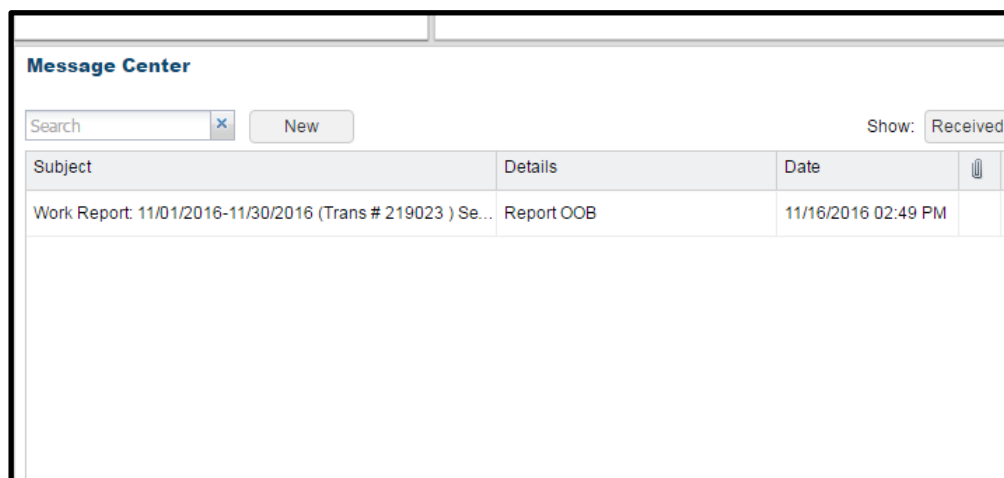 Message Center
Search × New Show: Received
Subject Details Date
Work Report: 11/01/2016-11/30/2016 (Trans # 219023 ) Se... Report OOB 11/16/2016 02:49 PM